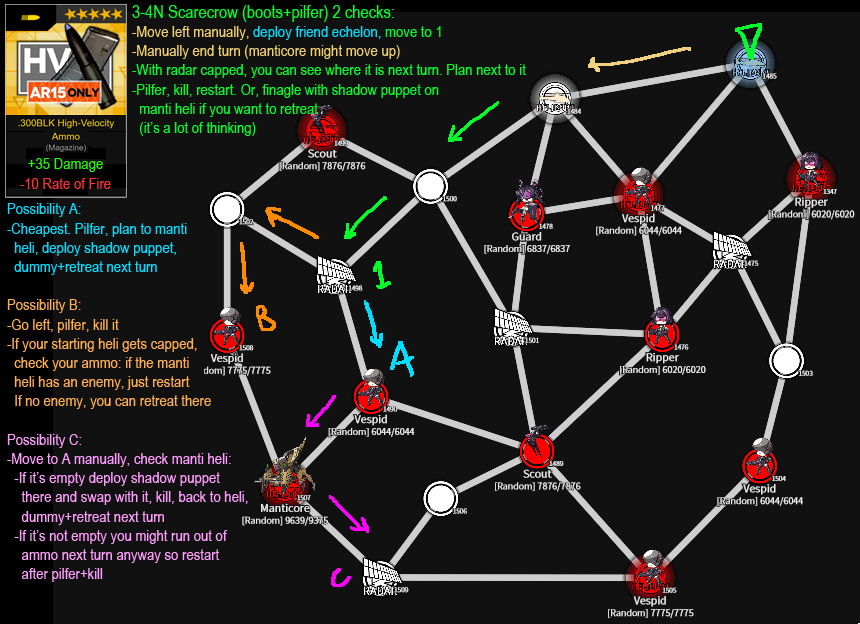 HV
AR15 ONLY
.300BLK High-Velocity
Ammo
(Magazine)
+35 Damage
-10 Rate of Fire
3-4N Scarecrow (boots+pilfer) 2 checks:
-Move left manually, deploy friend echelon, move to 1
-Manually end turn (manticore might move up)
-With radar capped, you can see where it is next turn. Plan next to it
-Pilfer, kill, restart. Or, finagle with shadow puppet on
manti heli if you want to retreat
(it's a lot of thinking)
Possibility A:
-Cheapest. Pilfer, plan to manti
heli, deploy shadow puppet,
dummy+retreat next turn
Possibility B:
-Go left, pilfer, kill it
-If your starting heli gets capped,
check your ammo: if the manti
heli has an enemy, just restart
If no enemy, you can retreat there
Possibility C:
-Move to A manually, check manti heli:
-If it's empty deploy shadow puppet
there and swap with it, kill, back to heli,
dummy+retreat next turn
-If it's not empty you might run out of
ammo next turn anyway so restart
after pilfer+kill
1485
1484
1499
Scout
[Random] 7876/7876
1500
1347
Ripper
[Random] 6020/6020
1478
Guard
[Random] 6837/6837
Vespid
[Random] 6044/6044
RADAR
1475
RADAR
1498
1
RADAR
1501
1476
Ripper
[Random] 6020/6020
1503
B
1508
Vespid
dom] 7775/7775
A
1490
Vespid
[Random] 6044/6044
1489
Scout
[Random] 7876/7876
1504
Vespid
[Random] 6044/6044
1507
Manticore
[Random] 9639/9375
1506
C
RADAR
1509
1505
Vespid
[Random] 7775/7775